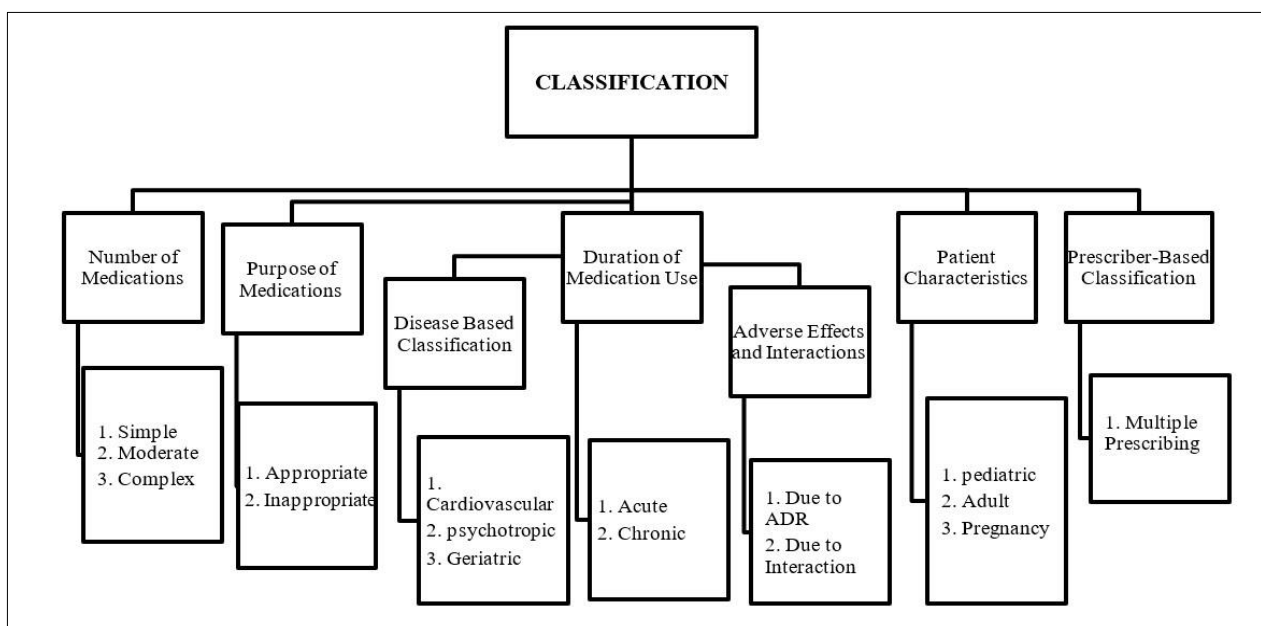 CLASSIFICATION
Number of
Medications
Purpose of
Medications
Duration of
Medication Use
Patient
Characteristics
Prescriber-Based
Classification
Disease Based
Classification
Adverse Effects
and Interactions
1. Simple
2. Moderate
3. Complex
1. Appropriate
2. Inappropriate
1.
Cardiovascular
2. psychotropic
3. Geriatric
1. Acute
2. Chronic
1. Due to
ADR
2. Due to
Interaction
1. pediatric
2. Adult
3. Pregnancy
1. Multiple
Prescribing